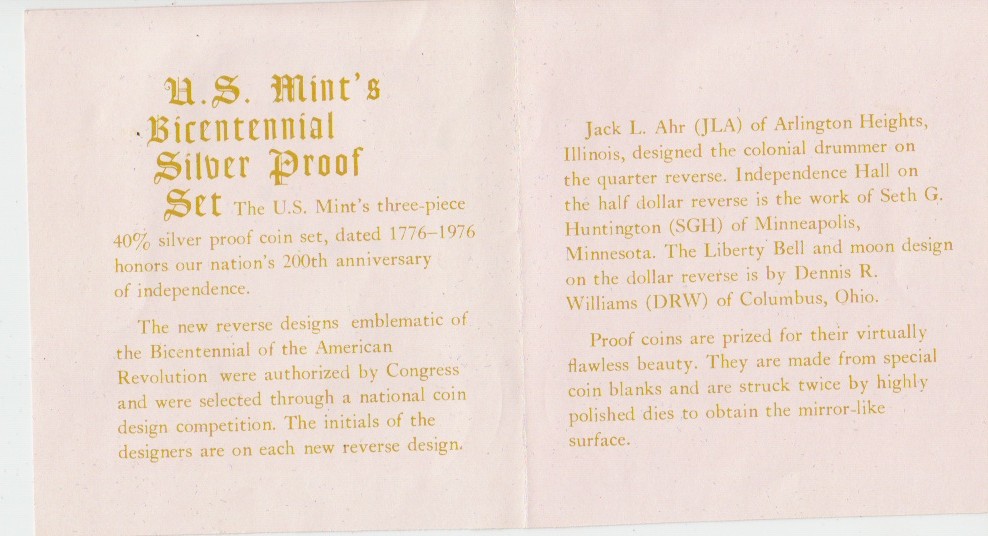 U.S. Mint's
Bicentennial
Silver Proof
Set The U.S. Mint's three-piece
40% silver proof coin set, dated 1776–1976
honors our nation's 200th anniversary
of independence.
The new reverse designs emblematic of
the Bicentennial of the American
Revolution were authorized by Congress
and were selected through a national coin
design competition. The initials of the
designers are on each new reverse design.
Jack L. Ahr (JLA) of Arlington Heights,
Illinois, designed the colonial drummer on
the quarter reverse. Independence Hall on
the half dollar reverse is the work of Seth G.
Huntington (SGH) of Minneapolis,
Minnesota. The Liberty Bell and moon design
on the dollar reverse is by Dennis R.
Williams (DRW) of Columbus, Ohio.
Proof coins are prized for their virtually
flawless beauty. They are made from special
coin blanks and are struck twice by highly
polished dies to obtain the mirror-like
surface.